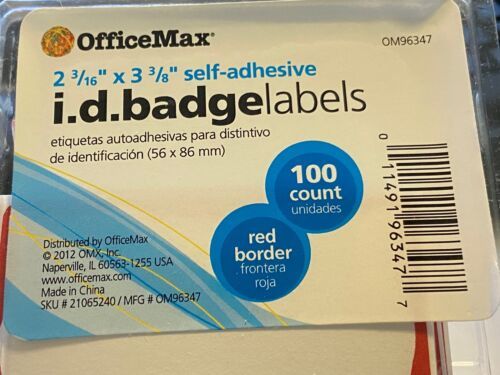 OfficeMax®
OM96347
2 3/16" x 3 3/8" self-adhesive
i.d.badgelabels
etiquetas autoadhesivas para distintivo
de identificación (56 x 86 mm)
100
count
unidades
red
border
frontera
roja
Distributed by OfficeMax
© 2012 OMX, Inc.
Naperville, IL 60563-1255 USA
www.officemax.com
Made in China
SKU # 21065240 / MFG # OM96347
0 11491 96347 7